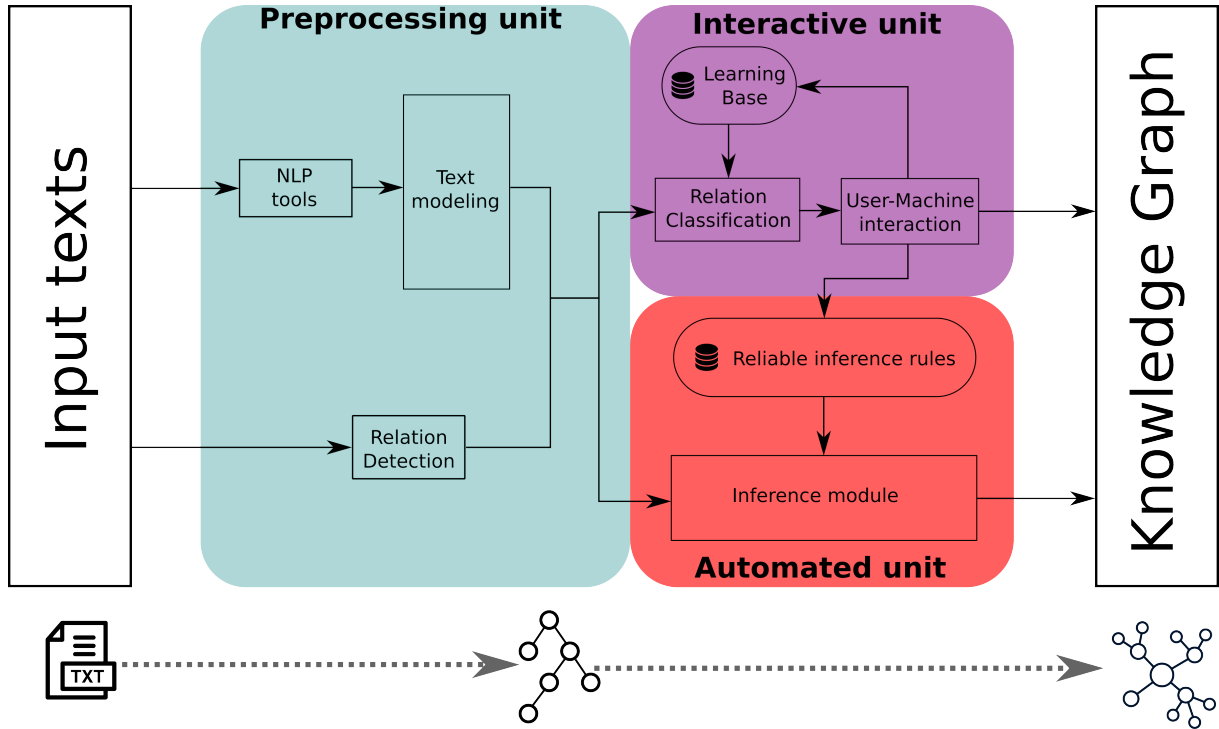 Preprocessing unit
Interactive unit
Input texts
NLP
tools
Text
modeling
Relation
Detection
Learning
Base
Relation
Classification
User-Machine
interaction
Reliable inference rules
Inference module
Automated unit
Knowledge Graph
TXT